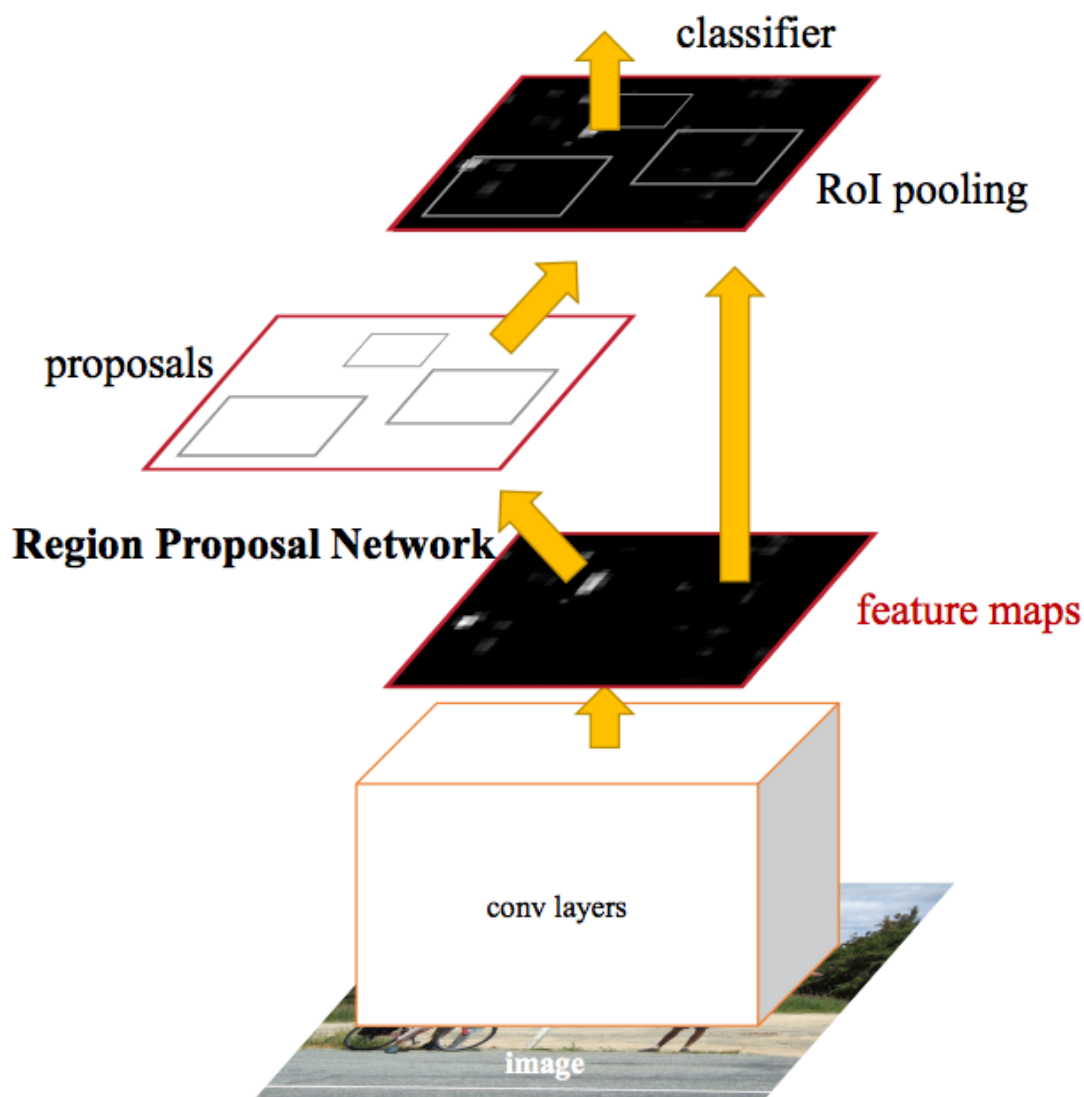 classifier
RoI pooling
proposals
Region Proposal Network
feature maps
conv layers
image